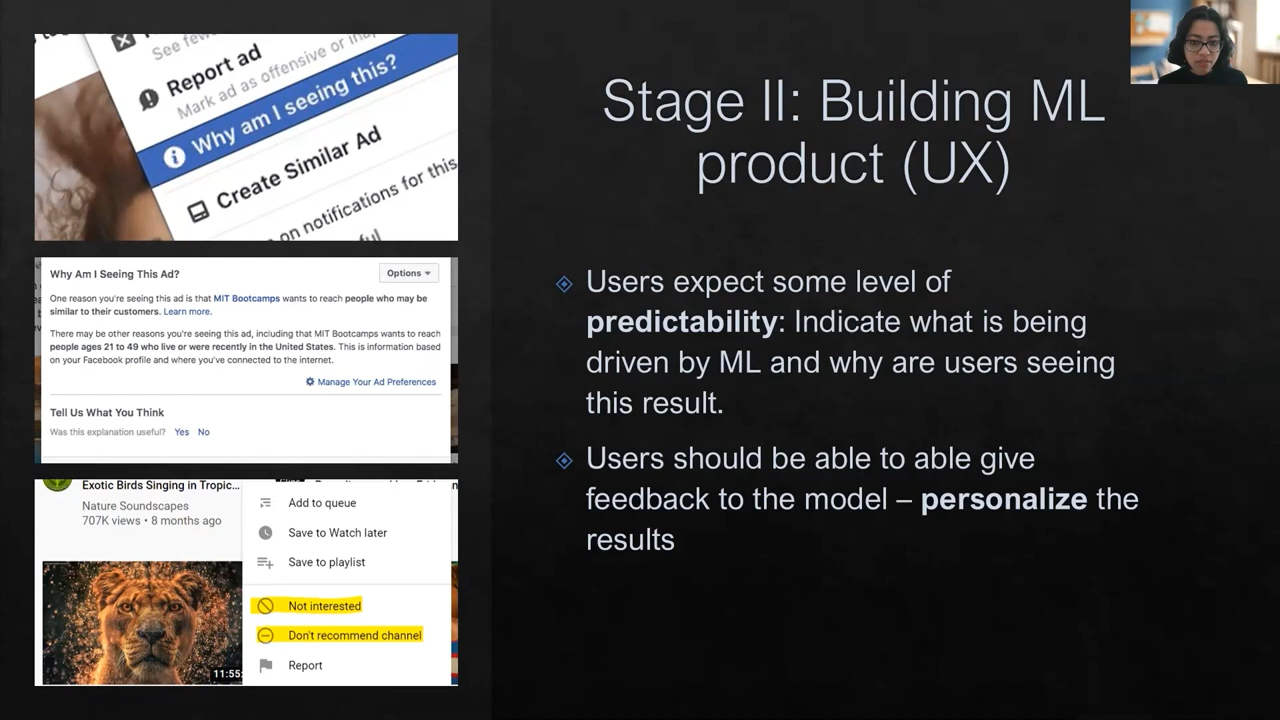 See fewer
Report ad
Mark ad as offensive or
Why am I seeing this?
Create Similar Ad
on notifications for this
Why Am I Seeing This Ad?
Options
One reason you're seeing this ad is that MIT Bootcamps wants to reach people who may be
similar to their customers. Learn more.
There may be other reasons you're seeing this ad, including that MIT Bootcamps wants to reach
people ages 21 to 49 who live or were recently in the United States. This is information based
on your Facebook profile and where you've connected to the internet.
Manage Your Ad Preferences
Tell Us What You Think
Was this explanation useful? Yes No
Exotic Birds Singing in Tropic...
Nature Soundscapes
707K views • 8 months ago
11:55
Add to queue
Save to Watch later
Save to playlist
Not interested
Don't recommend channel
Report
Stage II: Building ML
product (UX)
Users expect some level of
predictability: Indicate what is being
driven by ML and why are users seeing
this result.
Users should be able to able give
feedback to the model – personalize the
results